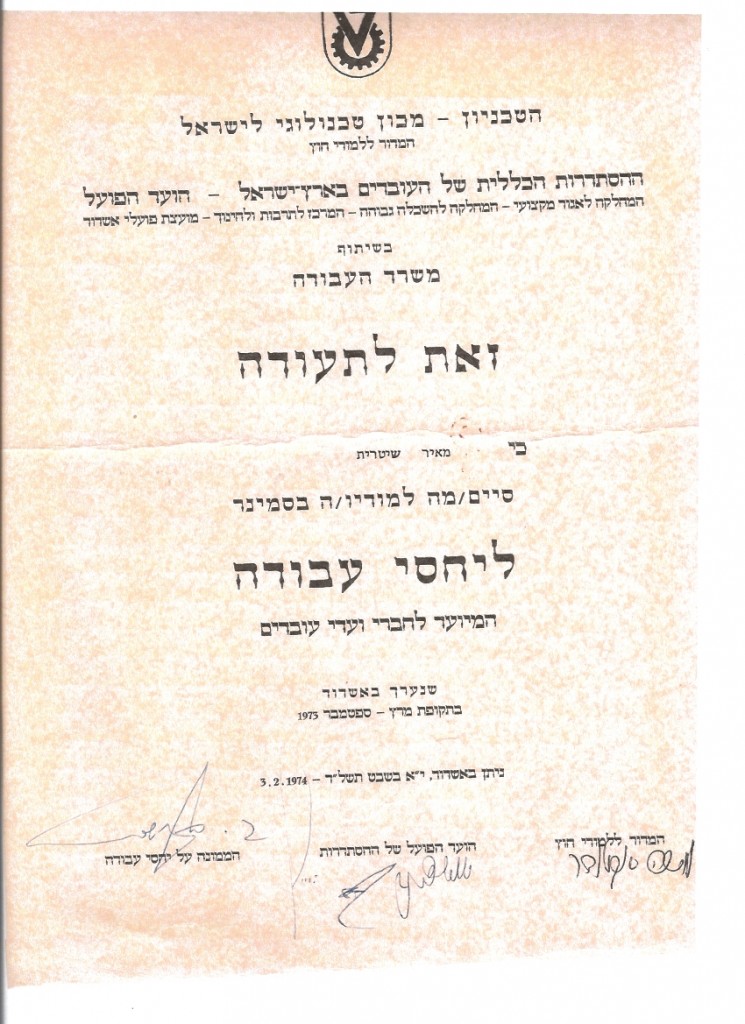 הטכניון – מכון טכנולוגי לישראל
המדור ללמודי חוץ
ההסתדרות הכללית של העובדים בארץ־ישראל – הועד הפועל
המחלקה לאגוד מקצועי – המחלקה להשכלה גבוהה – המרכז לתרבות ולחינוך – מועצת פועלי אשדוד
בשיתוף
משרד העבודה
זאת לתעודה
כי מאיר שיטרית
סיים/מה למודיו/ה בסמינר
ליחסי עבודה
המיועד לחברי ועדי עובדים
שנערך באשדוד
בתקופת מרץ – ספטמבר 1973
ניתן באשדוד, י"א בשבט תשל"ד – 3.2.1974
המדור ללמודי חוץ
הועד הפועל של ההסתדרות
הממונה על יחסי עבודה